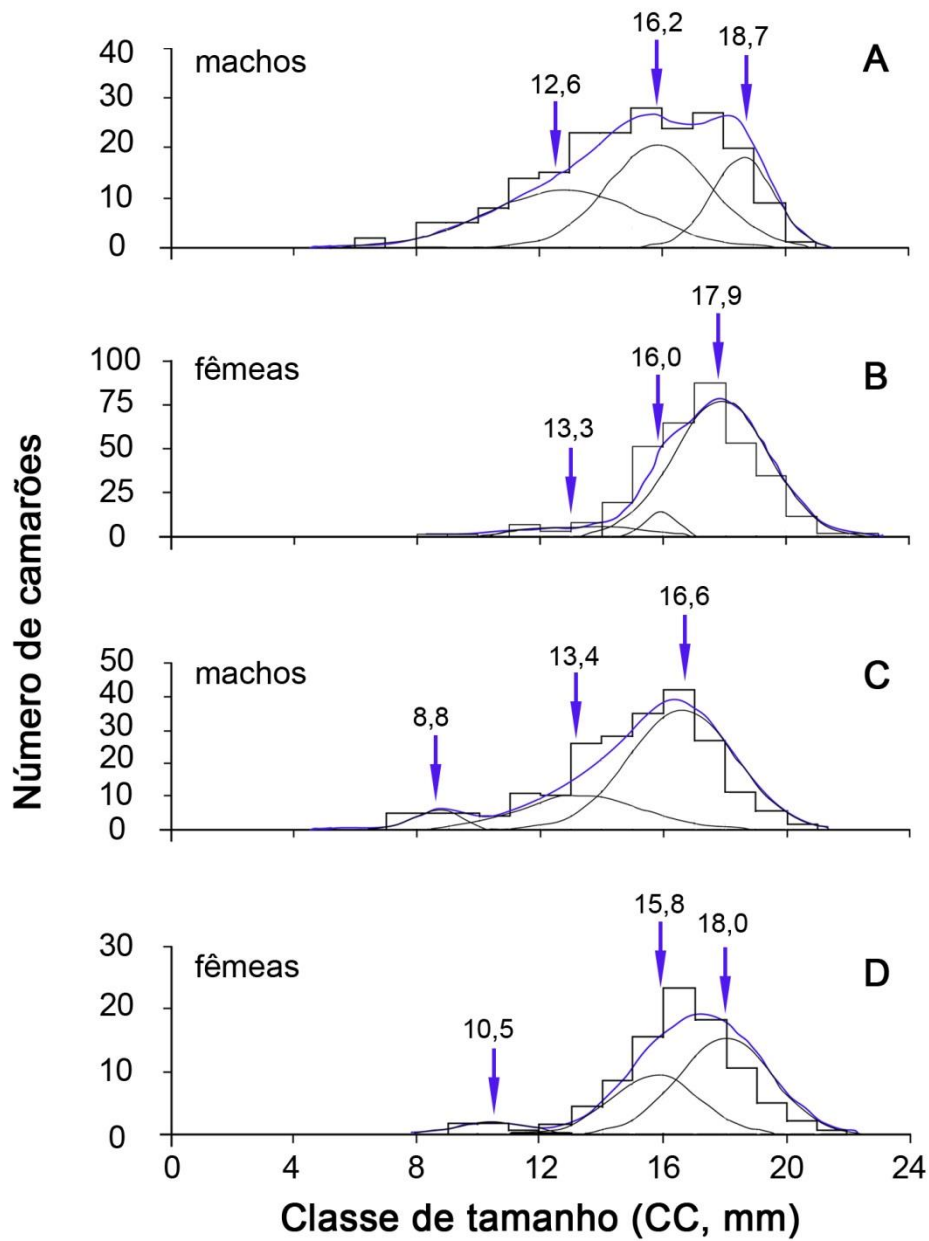 Número de camarões
machos
A
12,6
16,2
18,7
40
30
20
10
0
fêmeas
B
13,3
16,0
17,9
100
75
50
25
0
machos
C
8,8
13,4
16,6
50
40
30
20
10
0
fêmeas
D
10,5
15,8
18,0
30
20
10
0
0 4 8 12 16 20 24
Classe de tamanho (CC, mm)